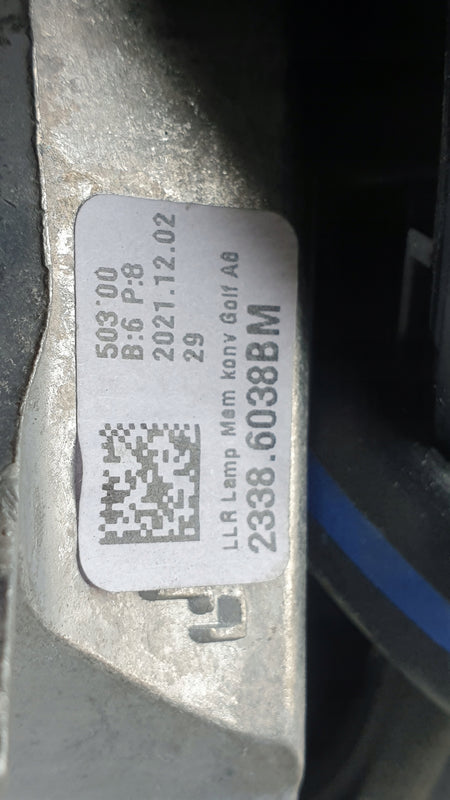 503 00
B:6 P:8
2021.12.02
29
LLR Lamp Mem konv Golf A8
2338.6038BM